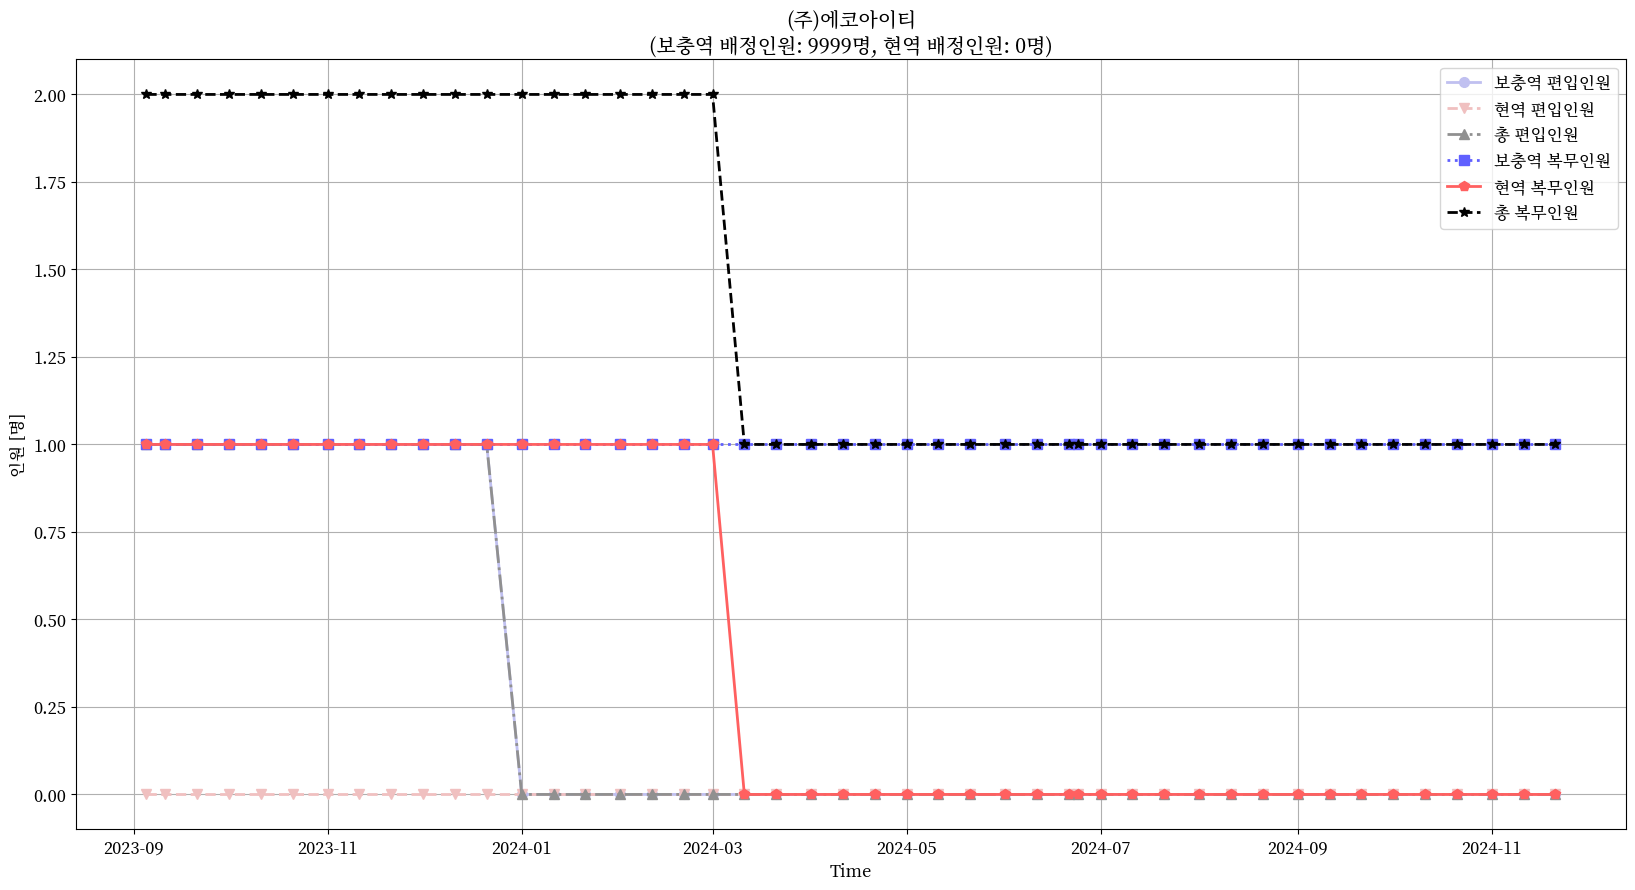 (주)에코아이티
(보충역 배정인원: 9999명, 현역 배정인원: 0명)
보충역 편입인원
현역 편입인원
총 편입인원
보충역 복무인원
현역 복무인원
총 복무인원
2.00
1.75
1.50
1.25
1.00
0.75
0.50
0.25
0.00
인원 [명]
2023-09 2023-11 2024-01 2024-03 2024-05 2024-07 2024-09 2024-11
Time